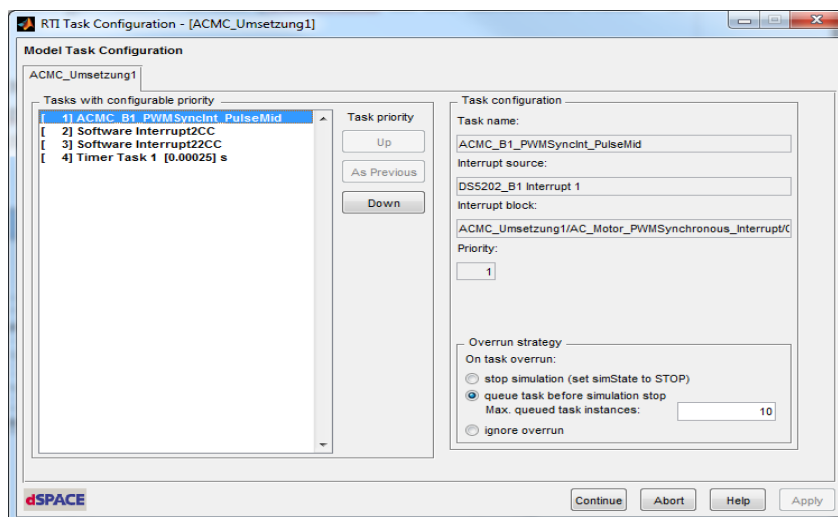 RTI Task Configuration - [ACMC_Umsetzung1]
Model Task Configuration
ACMC_Umsetzung1
Tasks with configurable priority
[ 1] ACMC_B1_PWMSyncInt_PulseMid
[ 2] Software Interrupt2CC
[ 3] Software Interrupt22CC
[ 4] Timer Task 1 [0.00025] s
Task priority
Up
As Previous
Down
Task configuration
Task name:
ACMC_B1_PWMSyncInt_PulseMid
Interrupt source:
DS5202_B1 Interrupt 1
Interrupt block:
ACMC_Umsetzung1/AC_Motor_PWMSynchronous_Interrupt/
Priority:
1
Overrun strategy
On task overrun:
stop simulation (set simState to STOP)
queue task before simulation stop
Max. queued task instances: 10
ignore overrun
dSPACE
Continue Abort Help Apply